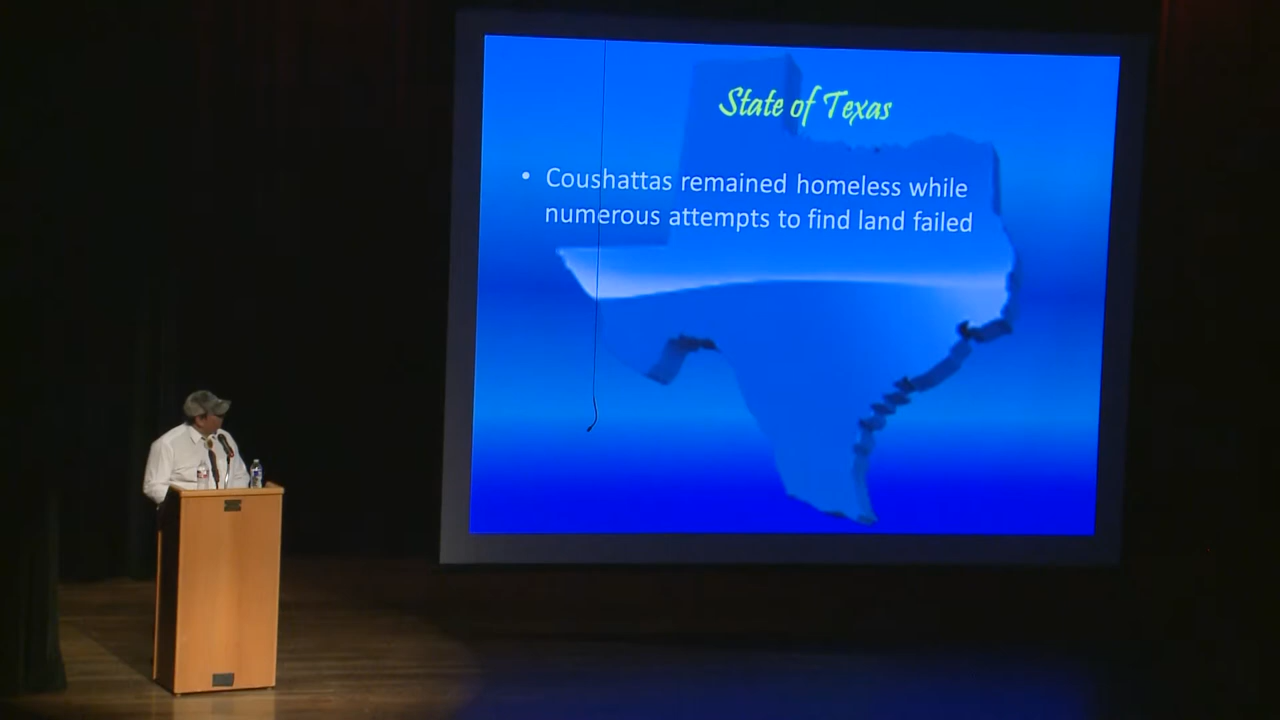 State of Texas
• Coushattas remained homeless while
numerous attempts to find land failed